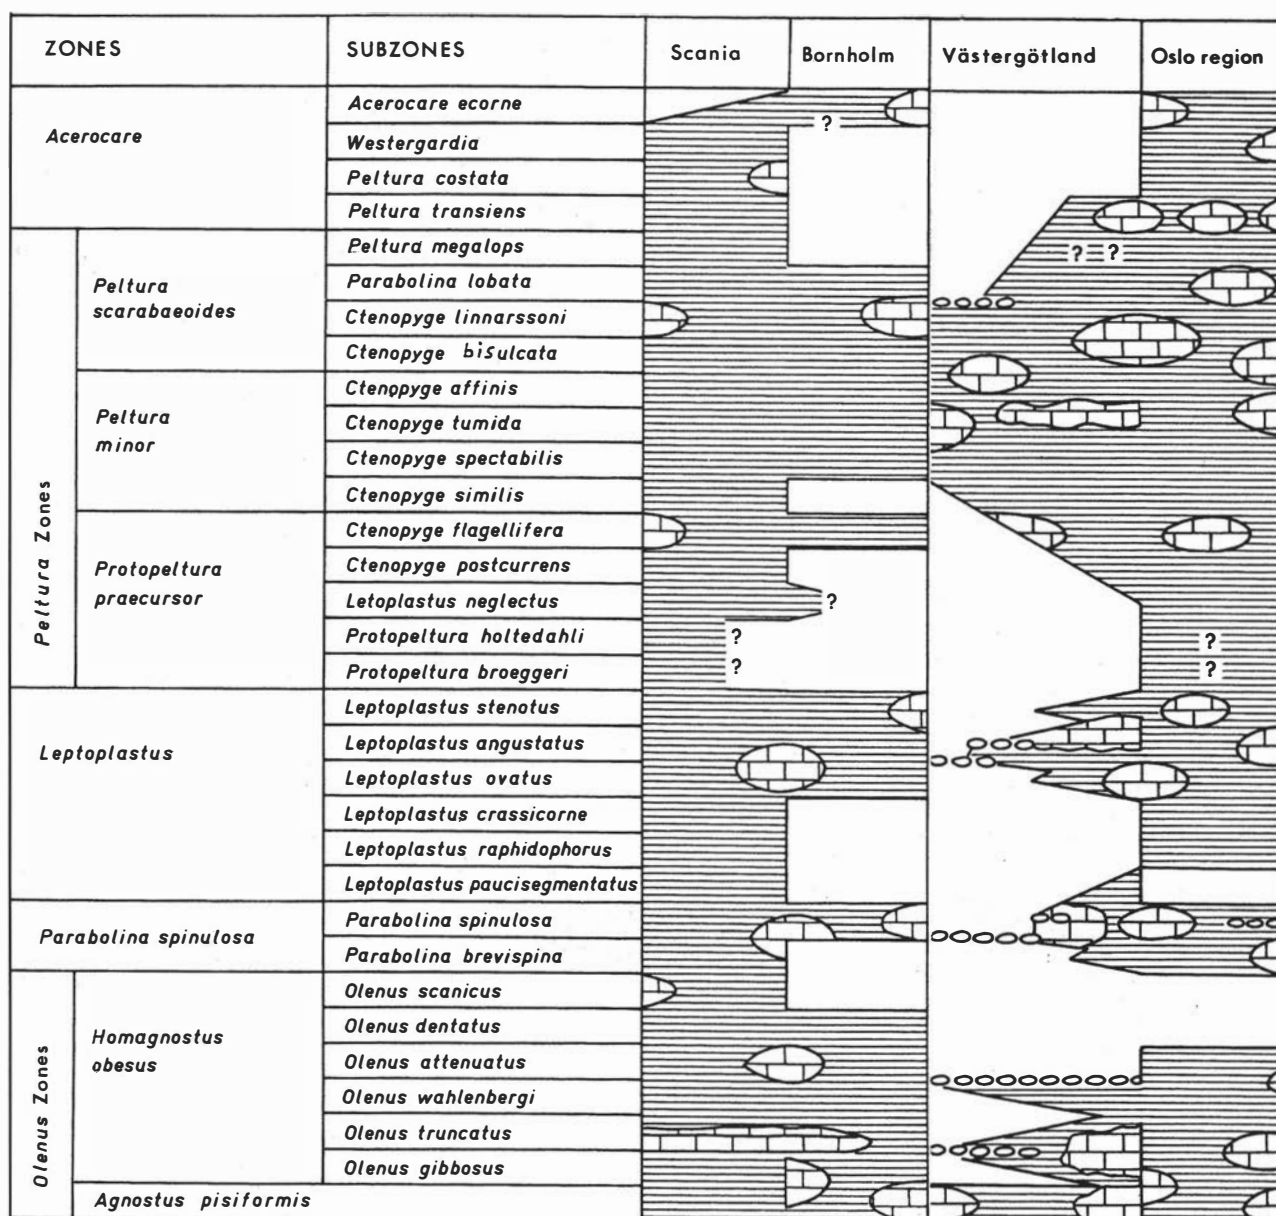 ZONES
SUBZONES
Scania
Bornholm
Västergötland
Oslo region
Acerocare
Acerocare ecorne
?
Westergardia
Peltura costata
Peltura transiens
Peltura Zones
Peltura
scarabaeoides
Peltura megalops
? ?
Parabolina lobata
Ctenopyge linnarssoni
Ctenopyge bisulcata
Peltura
minor
Ctenopyge affinis
Ctenopyge tumida
Ctenopyge spectabilis
Ctenopyge similis
Protopeltura
praecursor
Ctenopyge flagellifera
Ctenopyge postcurrens
Letoplastus neglectus
?
Protopeltura holtedahli
? ?
Protopeltura broeggeri
? ?
Leptoplastus
Leptoplastus stenotus
Leptoplastus angustatus
Leptoplastus ovatus
Leptoplastus crassicorne
Leptoplastus raphidophorus
Leptoplastus paucisegmentatus
Parabolina spinulosa
Parabolina spinulosa
Parabolina brevispina
Olenus Zones
Homagnostus
obesus
Olenus scanicus
Olenus dentatus
Olenus attenuatus
Olenus wahlenbergi
Olenus truncatus
Olenus gibbosus
Agnostus pisiformis